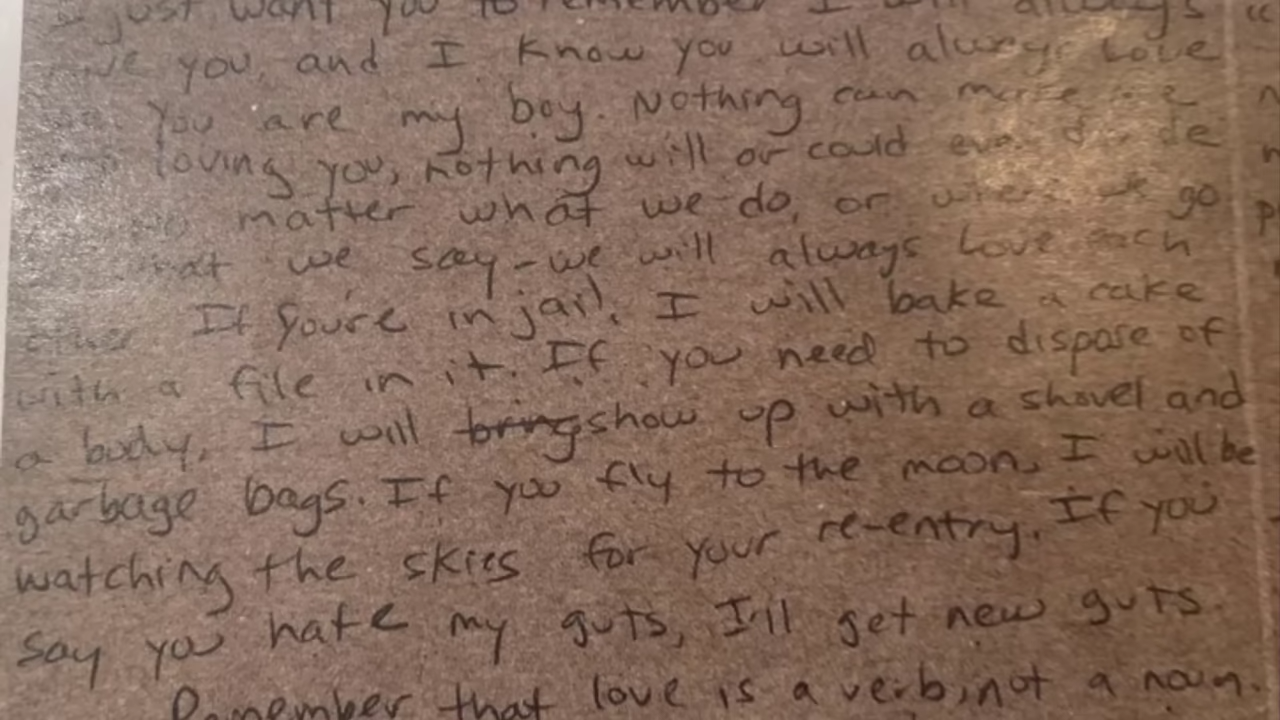 I just want you to remember I will always “
you, and I know you will always love
You are my boy. Nothing can make me
loving you, nothing will or could ever divide
matter what we do, or where we go
what we say - we will always Love each
other If you're in jail, I will bake a cake
with a file in it. If you need to dispose of
a body, I will bring show up with a shovel and
garbage bags. If you fly to the moon, I will be
watching the skies for your re-entry. If you
say you hate my guts, I'll get new guts.
Remember that love is a verb, not a noun.